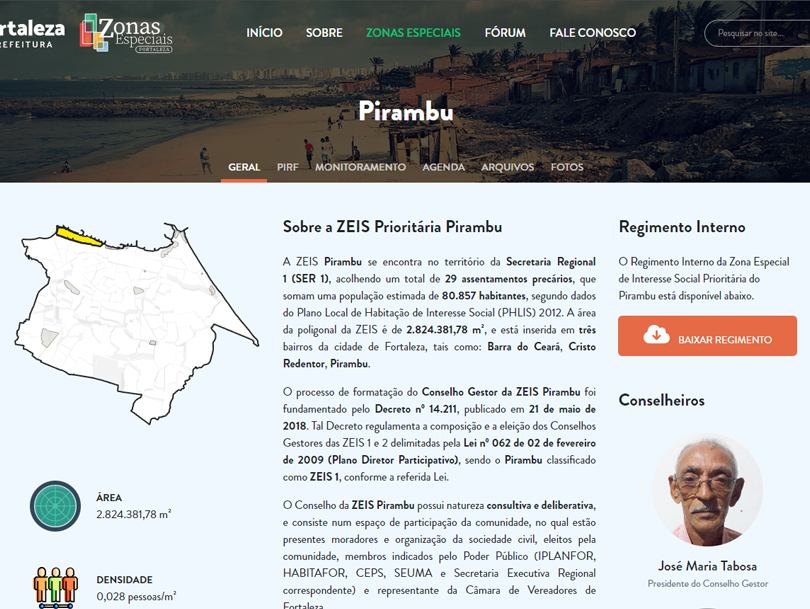 rtaleza
REFEITURA
Zonas
Especiais
FORTALEZA
INÍCIO SOBRE ZONAS ESPECIAIS FÓRUM FALE CONOSCO
Pesquisar no site...
Pirambu
GERAL PIRF MONITORAMENTO AGENDA ARQUIVOS FOTOS
Sobre a ZEIS Prioritária Pirambu
A ZEIS Pirambu se encontra no território da Secretaria Regional
1 (SER 1), acolhendo um total de 29 assentamentos precários, que
somam uma população estimada de 80.857 habitantes, segundo dados
do Plano Local de Habitação de Interesse Social (PHLIS) 2012. A área
da poligonal da ZEIS é de 2.824.381,78 m², e está inserida em três
bairros da cidade de Fortaleza, tais como: Barra do Ceará, Cristo
Redentor, Pirambu.
O processo de formatação do Conselho Gestor da ZEIS Pirambu foi
fundamentado pelo Decreto nº 14.211, publicado em 21 de maio de
2018. Tal Decreto regulamenta a composição e a eleição dos Conselhos
Gestores das ZEIS 1 e 2 delimitadas pela Lei nº 062 de 02 de fevereiro
de 2009 (Plano Diretor Participativo), sendo o Pirambu classificado
como ZEIS 1, conforme a referida Lei.
O Conselho da ZEIS Pirambu possui natureza consultiva e deliberativa,
e consiste num espaço de participação da comunidade, no qual estão
presentes moradores e organização da sociedade civil, eleitos pela
comunidade, membros indicados pelo Poder Público (IPLANFOR,
HABITAFOR, CEPS, SEUMA e Secretaria Executiva Regional
correspondente) e representante da Câmara de Vereadores de
Fortaleza
ÁREA
2.824.381,78 m²
DENSIDADE
0,028 pessoas/m²
Regimento Interno
O Regimento Interno da Zona Especial
de Interesse Social Prioritária do
Pirambu está disponível abaixo.
BAIXAR REGIMENTO
Conselheiros
José Maria Tabosa
Presidente do Conselho Gestor